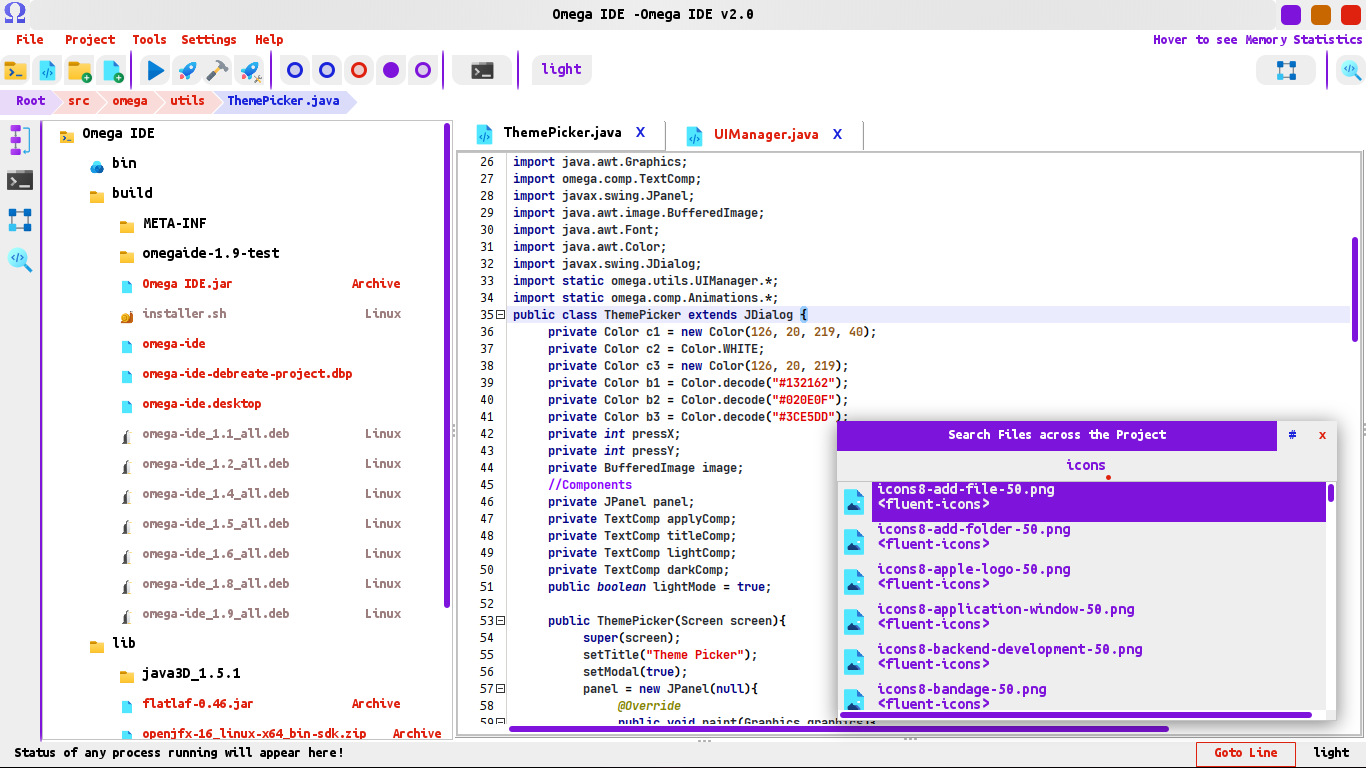 Omega IDE -Omega IDE v2.0
File Project Tools Settings Help
Hover to see Memory Statistics
light
Root src omega utils ThemePicker.java
Omega IDE
bin
build
META-INF
omegaide-1.9-test
Omega IDE.jar Archive
installer.sh Linux
omega-ide
omega-ide-debreate-project.dbp
omega-ide.desktop
omega-ide_1.1_all.deb Linux
omega-ide_1.2_all.deb Linux
omega-ide_1.4_all.deb Linux
omega-ide_1.5_all.deb Linux
omega-ide_1.6_all.deb Linux
omega-ide_1.8_all.deb Linux
omega-ide_1.9_all.deb Linux
lib
java3D_1.5.1
flatlaf-0.46.jar Archive
openjfx-16_linux-x64_bin-sdk.zip Archive
ThemePicker.java X UIManager.java X
26 import java.awt.Graphics;
27 import omega.comp.TextComp;
28 import javax.swing.JPanel;
29 import java.awt.image.BufferedImage;
30 import java.awt.Font;
31 import java.awt.Color;
32 import javax.swing.JDialog;
33 import static omega.utils.UIManager.*;
34 import static omega.comp.Animations.*;
35 public class ThemePicker extends JDialog {
36 private Color c1 = new Color(126, 20, 219, 40);
37 private Color c2 = Color.WHITE;
38 private Color c3 = new Color(126, 20, 219);
39 private Color b1 = Color.decode("#132162");
40 private Color b2 = Color.decode("#020E0F");
41 private Color b3 = Color.decode("#3CE5DD");
42 private int pressX;
43 private int pressY;
44 private BufferedImage image;
45 //Components
46 private JPanel panel;
47 private TextComp applyComp;
48 private TextComp titleComp;
49 private TextComp lightComp;
50 private TextComp darkComp;
51 public boolean lightMode = true;
52
53 public ThemePicker(Screen screen){
54 super(screen);
55 setTitle("Theme Picker");
56 setModal(true);
57 panel = new JPanel(null){
58 @Override
59 public void paint(Graphics graphics){
Search Files across the Project # x
icons
icons8-add-file-50.png
<fluent-icons>
icons8-add-folder-50.png
<fluent-icons>
icons8-apple-logo-50.png
<fluent-icons>
icons8-application-window-50.png
<fluent-icons>
icons8-backend-development-50.png
<fluent-icons>
icons8-bandage-50.png
<fluent-icons>
Status of any process running will appear here!
Goto Line light